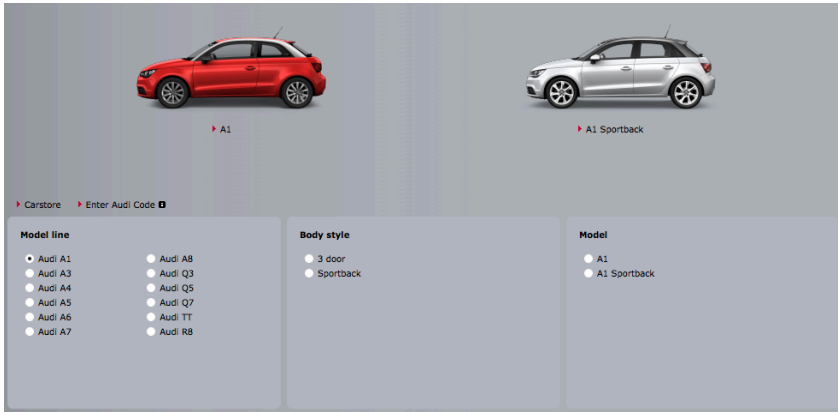 A1
A1 Sportback
Carstore
Enter Audi Code i
Model line
Audi A1
Audi A3
Audi A4
Audi A5
Audi A6
Audi A7
Audi A8
Audi Q3
Audi Q5
Audi Q7
Audi TT
Audi R8
Body style
3 door
Sportback
Model
A1
A1 Sportback